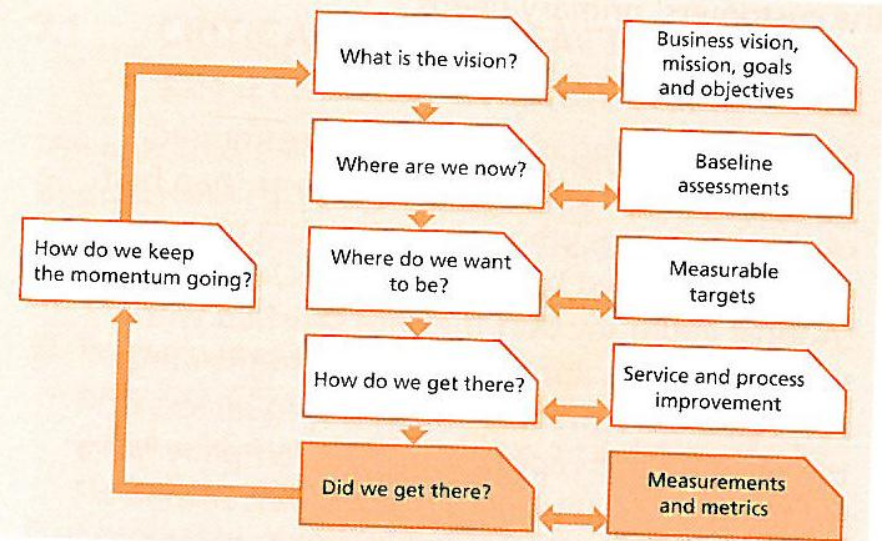 What is the vision?
Business vision,
mission, goals
and objectives
Where are we now?
Baseline
assessments
How do we keep
the momentum going?
Where do we want
to be?
Measurable
targets
How do we get there?
Service and process
improvement
Did we get there?
Measurements
and metrics